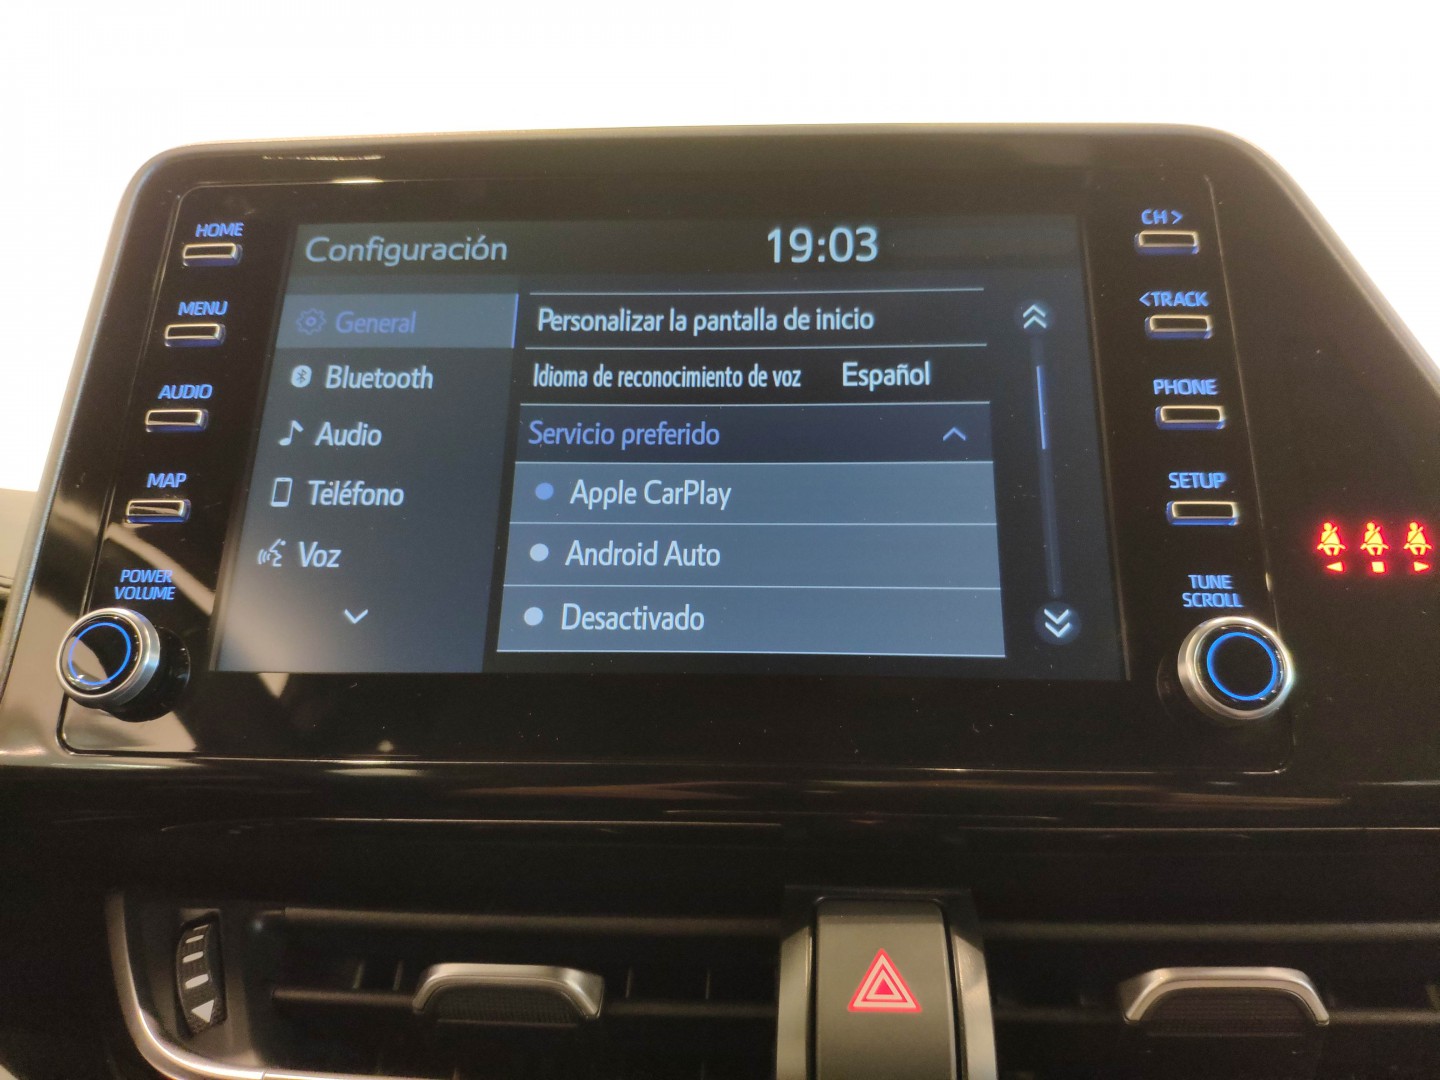 HOME
MENU
AUDIO
MAP
POWER
VOLUME
Configuración
19:03
General
Bluetooth
Audio
Teléfono
Voz
Personalizar la pantalla de inicio
Idioma de reconocimiento de voz Español
Servicio preferido
Apple CarPlay
Android Auto
Desactivado
CH >
<TRACK
PHONE
SETUP
TUNE
SCROLL